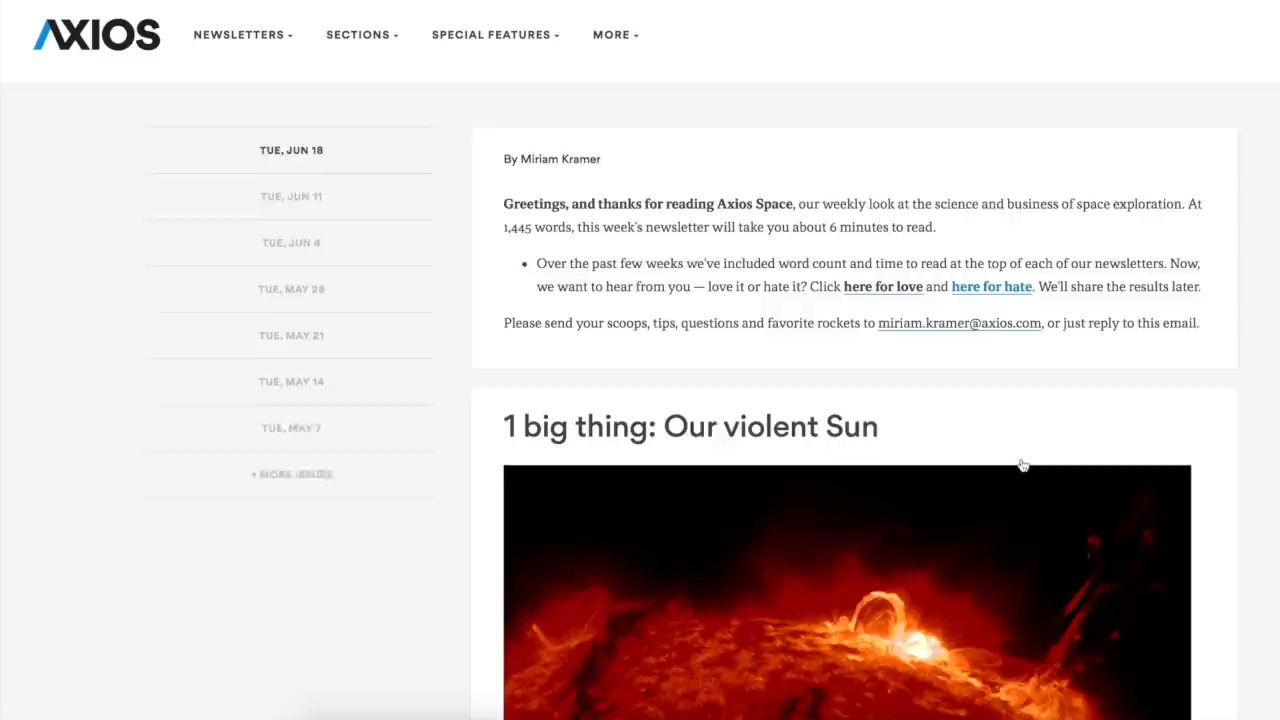 AXIOS
NEWSLETTERS
SECTIONS
SPECIAL FEATURES
MORE
TUE, JUN 18
TUE, JUN 11
TUE, JUN 4
TUE, MAY 28
TUE, MAY 21
TUE, MAY 14
TUE, MAY 7
+ MORE ISSUES
By Miriam Kramer
Greetings, and thanks for reading Axios Space, our weekly look at the science and business of space exploration. At
1,445 words, this week's newsletter will take you about 6 minutes to read.
• Over the past few weeks we've included word count and time to read at the top of each of our newsletters. Now,
we want to hear from you — love it or hate it? Click here for love and here for hate. We'll share the results later.
Please send your scoops, tips, questions and favorite rockets to miriam.kramer@axios.com, or just reply to this email.
1 big thing: Our violent Sun